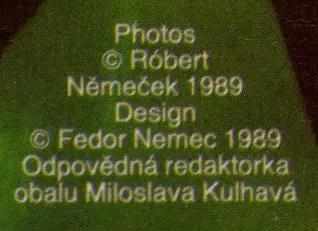 Photos
© Róbert
Němeček 1989
Design
© Fedor Nemec 1989
Odpovědná redaktorka
obalu Miloslava Kulhavá